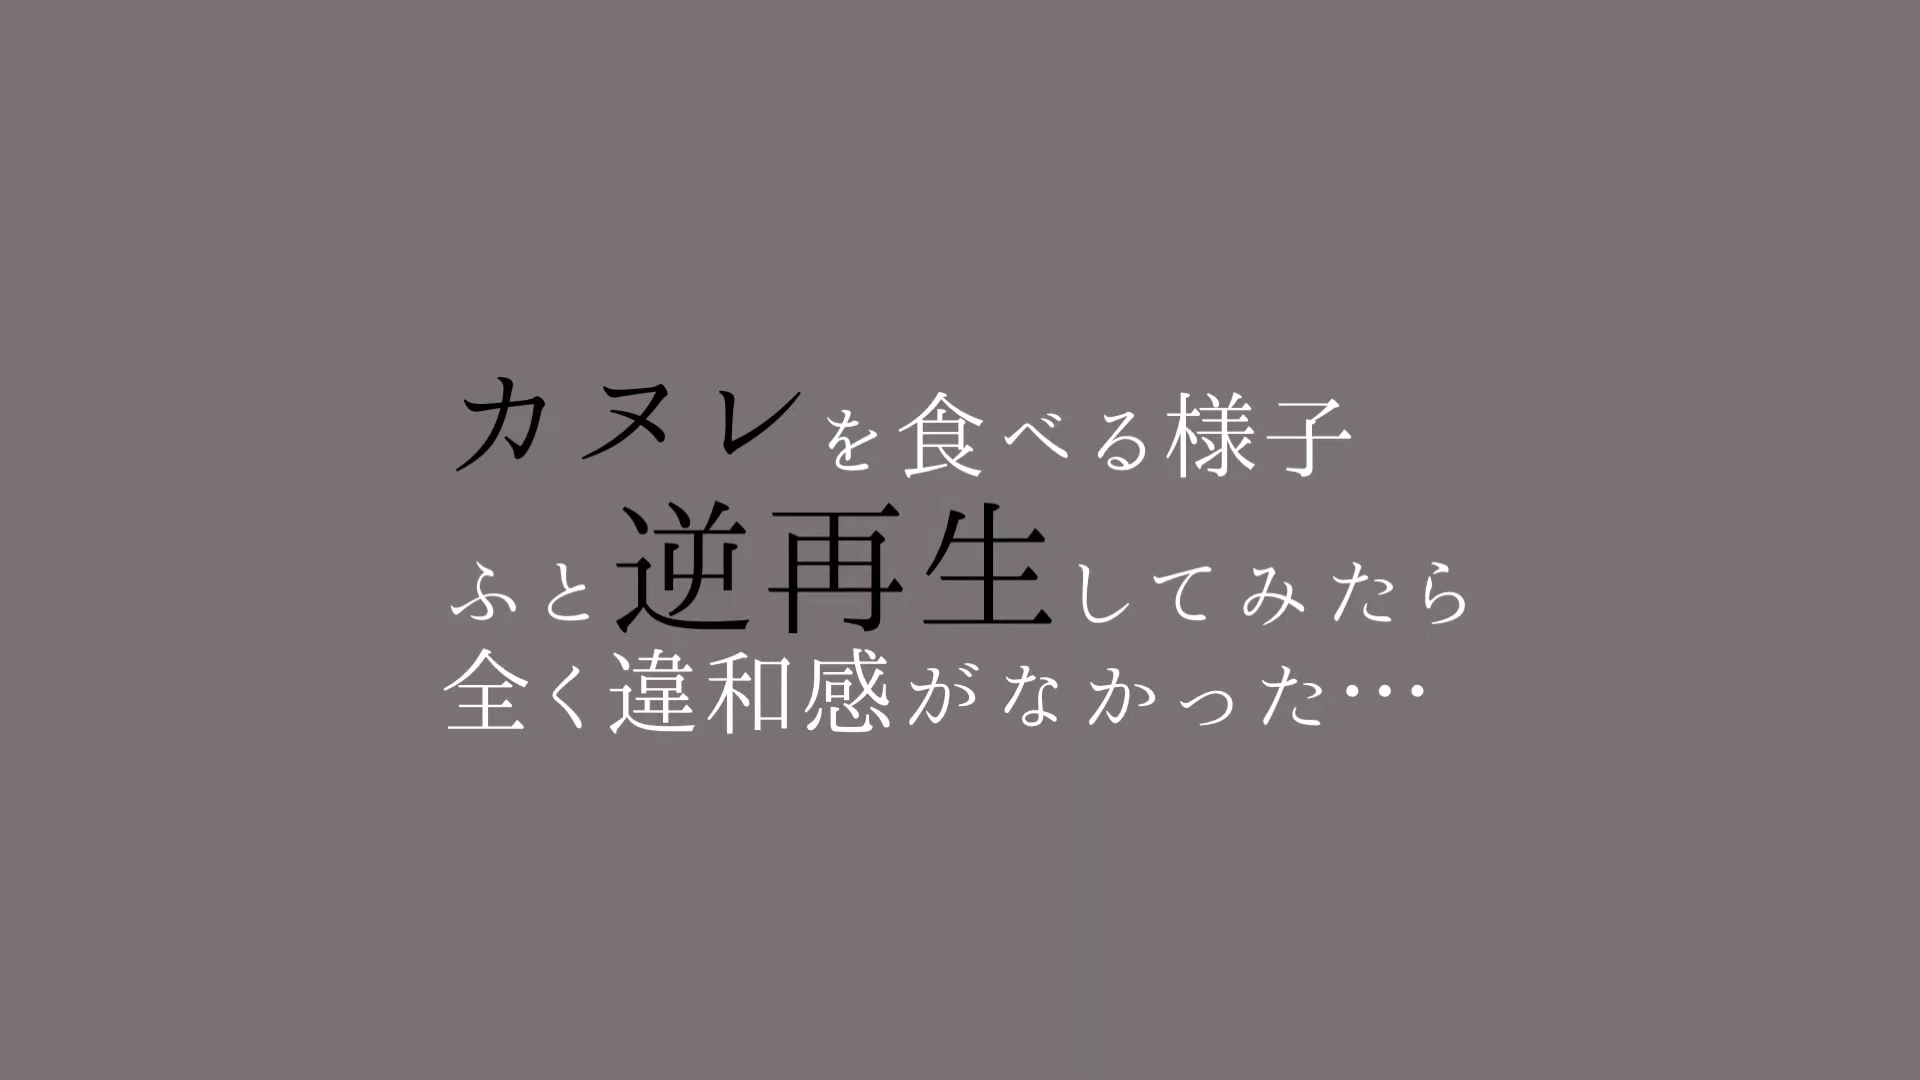 カヌレを食べる様子
ふと逆再生してみたら
全く違和感がなかった…